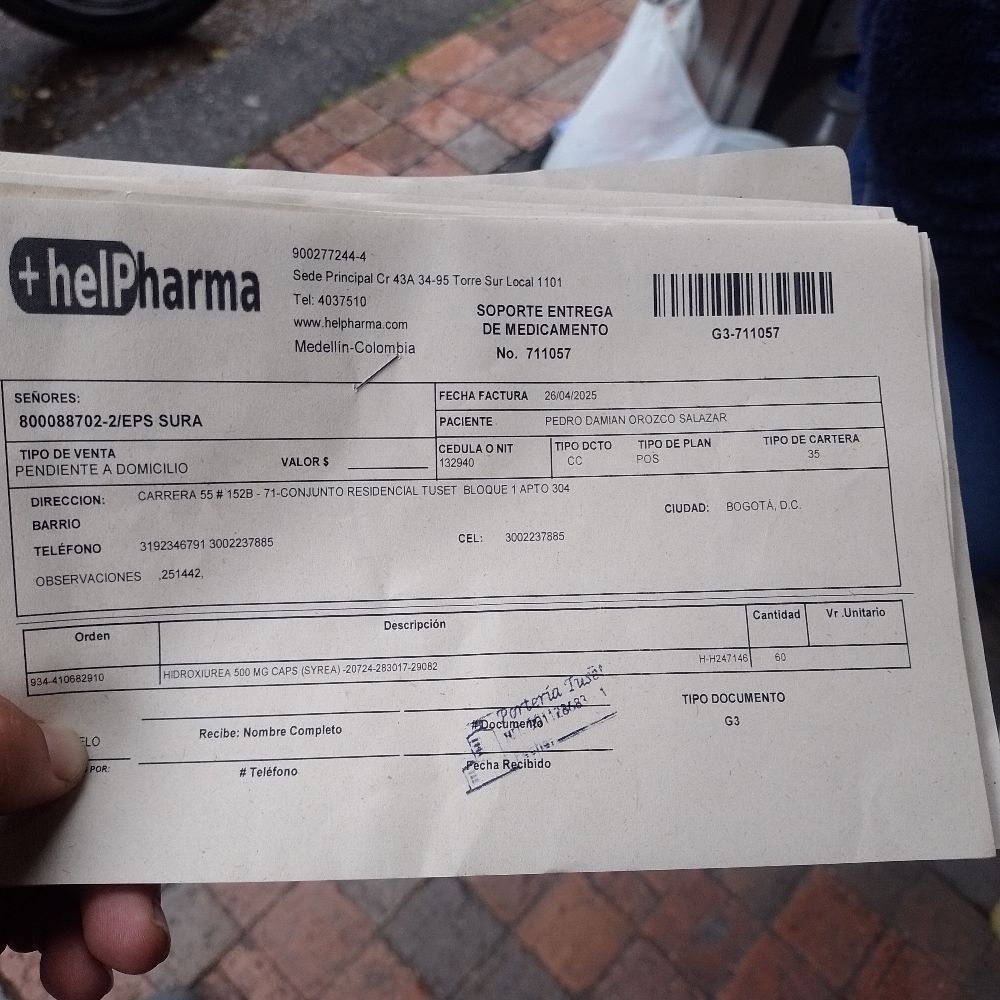 +helPharma
900277244-4
Sede Principal Cr 43A 34-95 Torre Sur Local 1101
Tel: 4037510
www.helpharma.com
Medellín-Colombia
SOPORTE ENTREGA
DE MEDICAMENTO
No. 711057
G3-711057
SEÑORES:
800088702-2/EPS SURA
FECHA FACTURA 26/04/2025
PACIENTE PEDRO DAMIAN OROZCO SALAZAR
TIPO DE VENTA
PENDIENTE A DOMICILIO
VALOR $
CEDULA O NIT
132940
TIPO DCTO
CC
TIPO DE PLAN
POS
TIPO DE CARTERA
35
DIRECCION: CARRERA 55 # 152B - 71-CONJUNTO RESIDENCIAL TUSET BLOQUE 1 APTO 304
BARRIO
CIUDAD: BOGOTÁ, D.C.
TELÉFONO 3192346791 3002237885
CEL: 3002237885
OBSERVACIONES ,251442,
Orden Descripción Cantidad Vr .Unitario
934-410682910 HIDROXIUREA 500 MG CAPS (SYREA) -20724-283017-29082 H-H247146 60
Portería Tuset
TIPO DOCUMENTO
G3
ELO
Recibe: Nombre Completo
# Documento
POR:
# Teléfono
Fecha Recibido